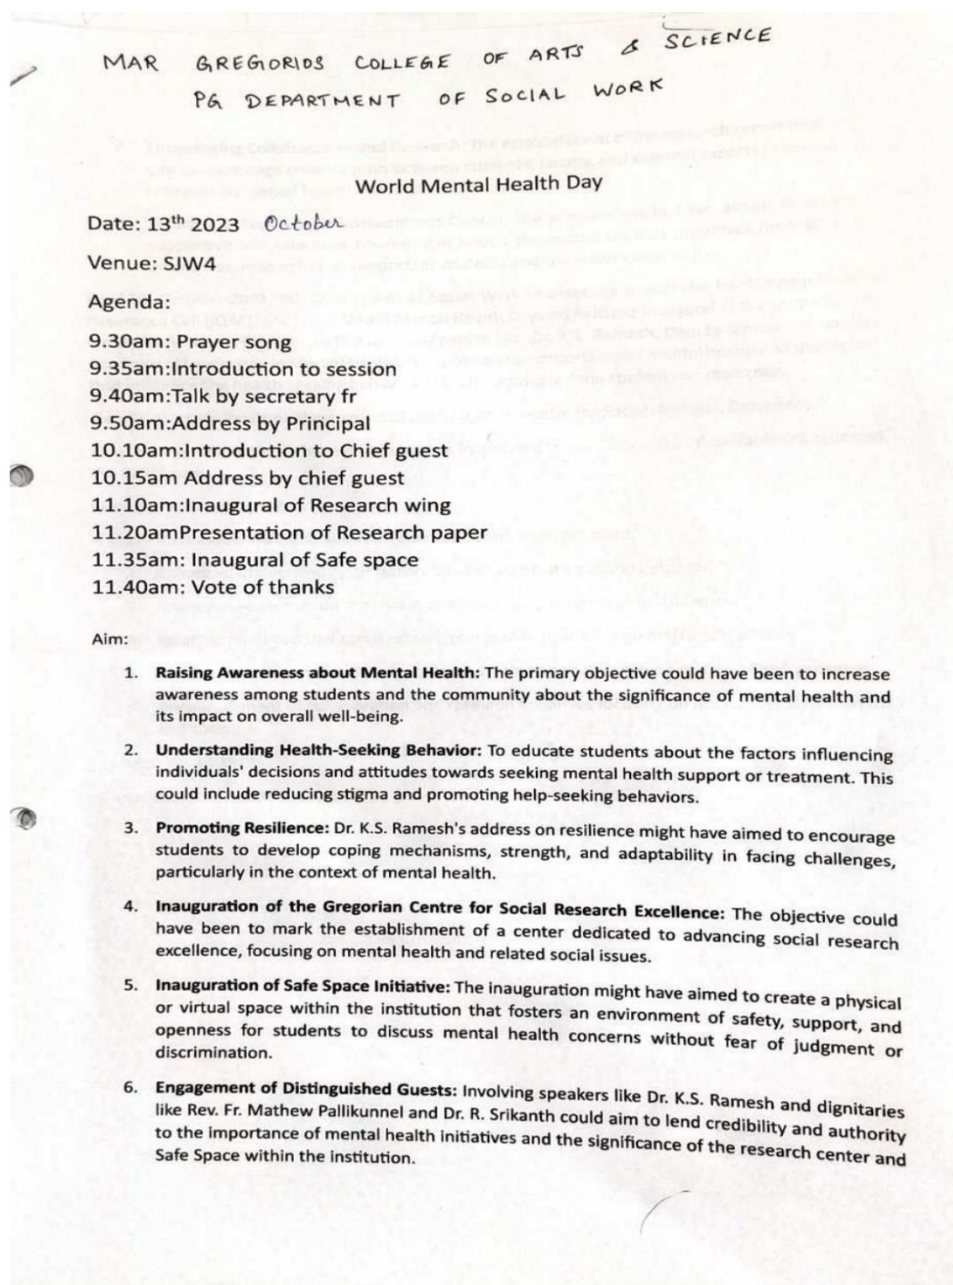 MAR GREGORIOS COLLEGE OF ARTS & SCIENCE
PG DEPARTMENT OF SOCIAL WORK
World Mental Health Day
Date: 13th 2023 October
Venue: SJW4
Agenda:
9.30am: Prayer song
9.35am:Introduction to session
9.40am:Talk by secretary fr
9.50am:Address by Principal
10.10am:Introduction to Chief guest
10.15am Address by chief guest
11.10am:Inaugural of Research wing
11.20amPresentation of Research paper
11.35am: Inaugural of Safe space
11.40am: Vote of thanks
Aim:
1. Raising Awareness about Mental Health: The primary objective could have been to increase
awareness among students and the community about the significance of mental health and
its impact on overall well-being.
2. Understanding Health-Seeking Behavior: To educate students about the factors influencing
individuals' decisions and attitudes towards seeking mental health support or treatment. This
could include reducing stigma and promoting help-seeking behaviors.
3. Promoting Resilience: Dr. K.S. Ramesh's address on resilience might have aimed to encourage
students to develop coping mechanisms, strength, and adaptability in facing challenges,
particularly in the context of mental health.
4. Inauguration of the Gregorian Centre for Social Research Excellence: The objective could
have been to mark the establishment of a center dedicated to advancing social research
excellence, focusing on mental health and related social issues.
5. Inauguration of Safe Space Initiative: The inauguration might have aimed to create a physical
or virtual space within the institution that fosters an environment of safety, support, and
openness for students to discuss mental health concerns without fear of judgment or
discrimination.
6. Engagement of Distinguished Guests: Involving speakers like Dr. K.S. Ramesh and dignitaries
like Rev. Fr. Mathew Pallikunnel and Dr. R. Srikanth could aim to lend credibility and authority
to the importance of mental health initiatives and the significance of the research center and
Safe Space within the institution.